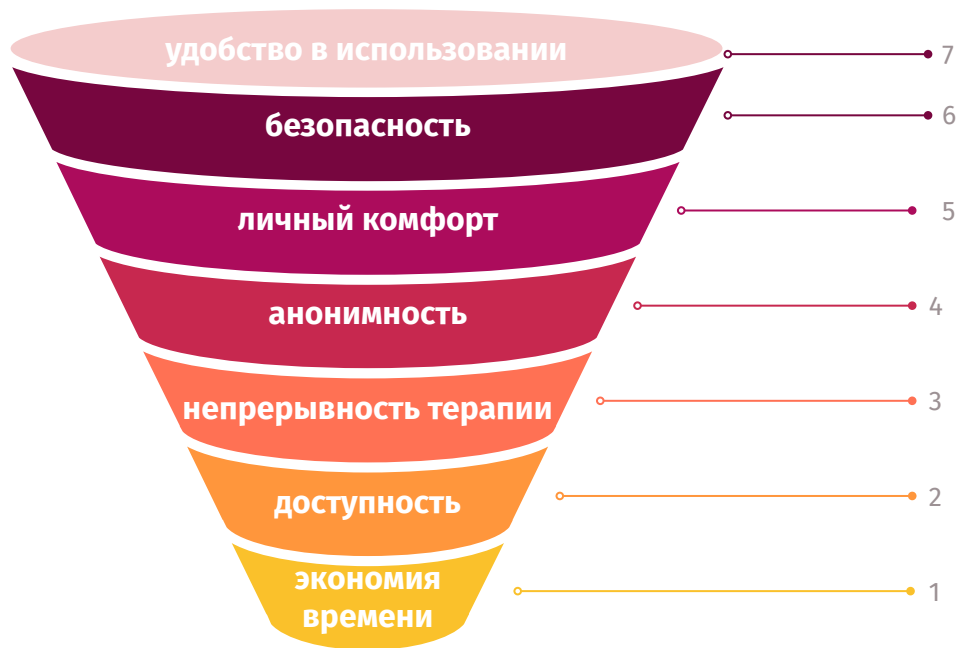 удобство в использовании
7
безопасность
6
личный комфорт
5
анонимность
4
непрерывность терапии
3
доступность
2
экономия
времени
1